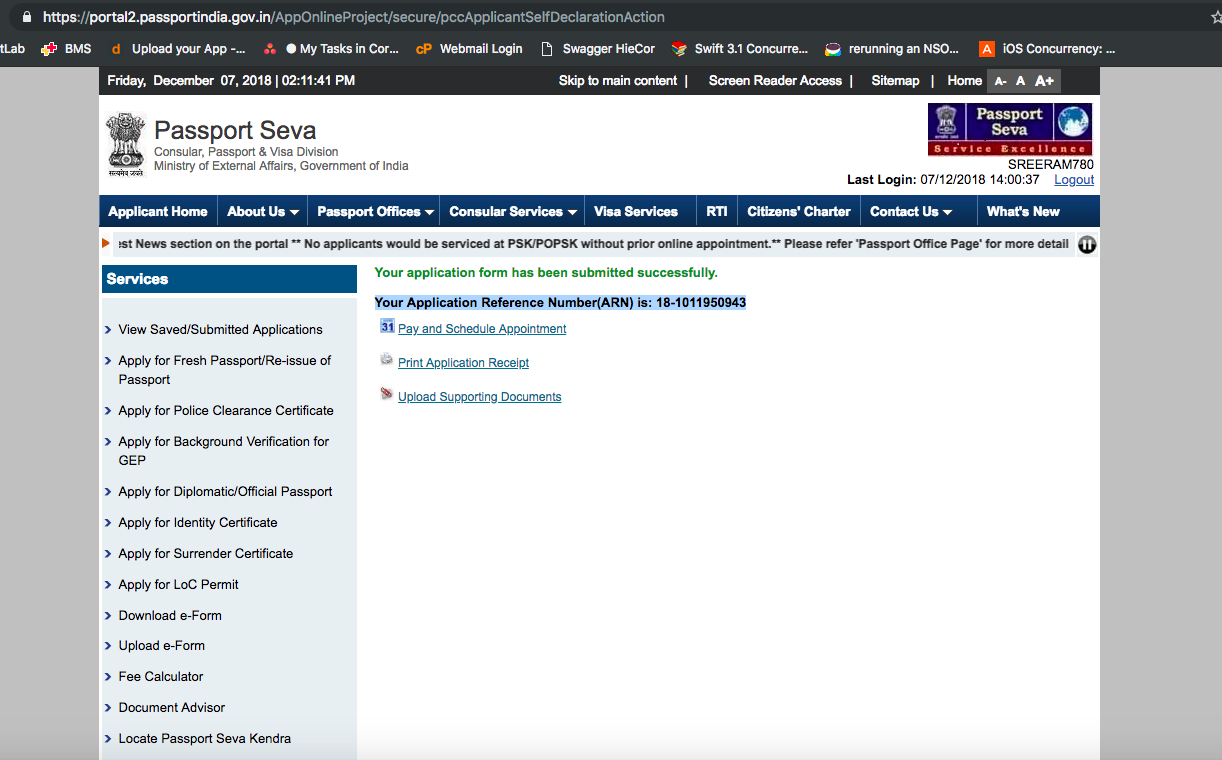 https://portal2.passportindia.gov.in/AppOnlineProject/secure/pccApplicantSelfDeclarationAction
tLab BMS Upload your App -... My Tasks in Cor... cP Webmail Login Swagger HieCor Swift 3.1 Concurre... rerunning an NSO... A iOS Concurrency: ...
Friday, December 07, 2018 | 02:11:41 PM Skip to main content | Screen Reader Access | Sitemap | Home A- A A+
Passport Seva
Consular, Passport & Visa Division
Ministry of External Affairs, Government of India
सत्यमेव जयते
Passport
Seva
Service Excellence
SREERAM780
Last Login: 07/12/2018 14:00:37 Logout
Applicant Home About Us Passport Offices Consular Services Visa Services RTI Citizens' Charter Contact Us What's New
est News section on the portal ** No applicants would be serviced at PSK/POPSK without prior online appointment.** Please refer 'Passport Office Page' for more detail
Services
View Saved/Submitted Applications
Apply for Fresh Passport/Re-issue of
Passport
Apply for Police Clearance Certificate
Apply for Background Verification for
GEP
Apply for Diplomatic/Official Passport
Apply for Identity Certificate
Apply for Surrender Certificate
Apply for LoC Permit
Download e-Form
Upload e-Form
Fee Calculator
Document Advisor
Locate Passport Seva Kendra
Your application form has been submitted successfully.
Your Application Reference Number(ARN) is: 18-1011950943
31 Pay and Schedule Appointment
Print Application Receipt
Upload Supporting Documents